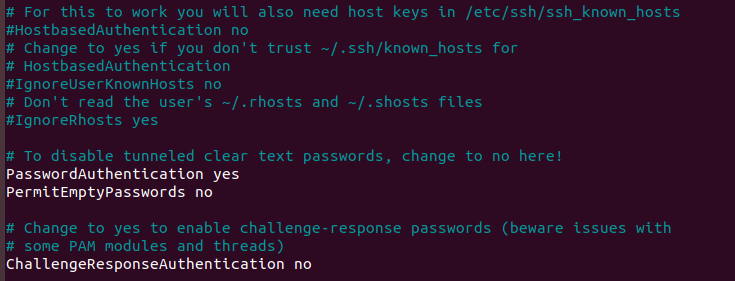 # For this to work you will also need host keys in /etc/ssh/ssh_known_hosts
#HostbasedAuthentication no
# Change to yes if you don't trust ~/.ssh/known_hosts for
# HostbasedAuthentication
#IgnoreUserKnownHosts no
# Don't read the user's ~/.rhosts and ~/.shosts files
#IgnoreRhosts yes
# To disable tunneled clear text passwords, change to no here!
PasswordAuthentication yes
PermitEmptyPasswords no
# Change to yes to enable challenge-response passwords (beware issues with
# some PAM modules and threads)
ChallengeResponseAuthentication no